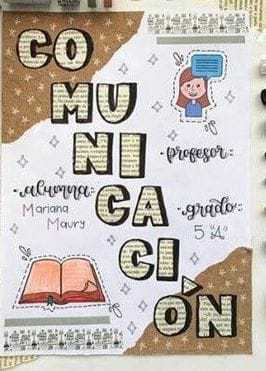 CO
MU
NI
CA
CI
ÓN
-profesor-:
-alumna-:
Mariana
Maury
-grado-:
5 "A"